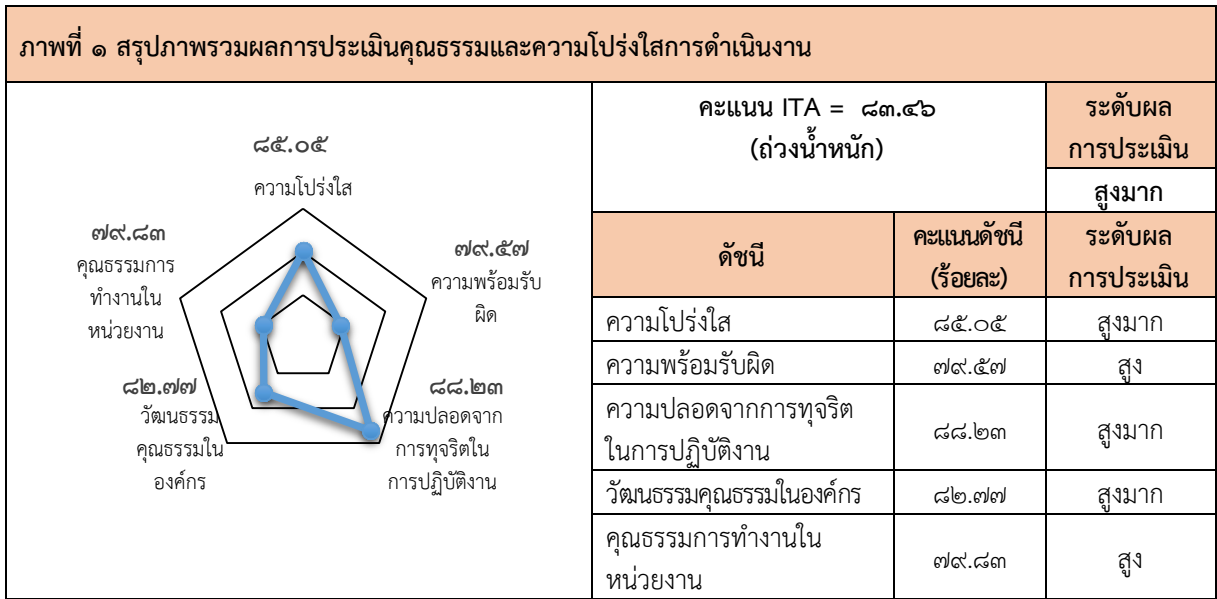 ภาพที่ ๑ สรุปภาพรวมผลการประเมินคุณธรรมและความโปร่งใสการดำเนินงาน
๘๕.๐๕
ความโปร่งใส
๗๙.๕๗
ความพร้อมรับ
ผิด
๘๘.๒๓
ความปลอดจาก
การทุจริตใน
การปฏิบัติงาน
๘๒.๗๗
วัฒนธรรม
คุณธรรมใน
องค์กร
๗๙.๘๓
คุณธรรมการ
ทำงานใน
หน่วยงาน
คะแนน ITA = ๘๓.๔๖
(ถ่วงน้ำหนัก)
ระดับผล
การประเมิน
สูงมาก
ดัชนี
คะแนนดัชนี
(ร้อยละ)
ระดับผล
การประเมิน
ความโปร่งใส ๘๕.๐๕ สูงมาก
ความพร้อมรับผิด ๗๙.๕๗ สูง
ความปลอดจากการทุจริต
ในการปฏิบัติงาน
๘๘.๒๓ สูงมาก
วัฒนธรรมคุณธรรมในองค์กร ๘๒.๗๗ สูงมาก
คุณธรรมการทำงานใน
หน่วยงาน
๗๙.๘๓ สูง